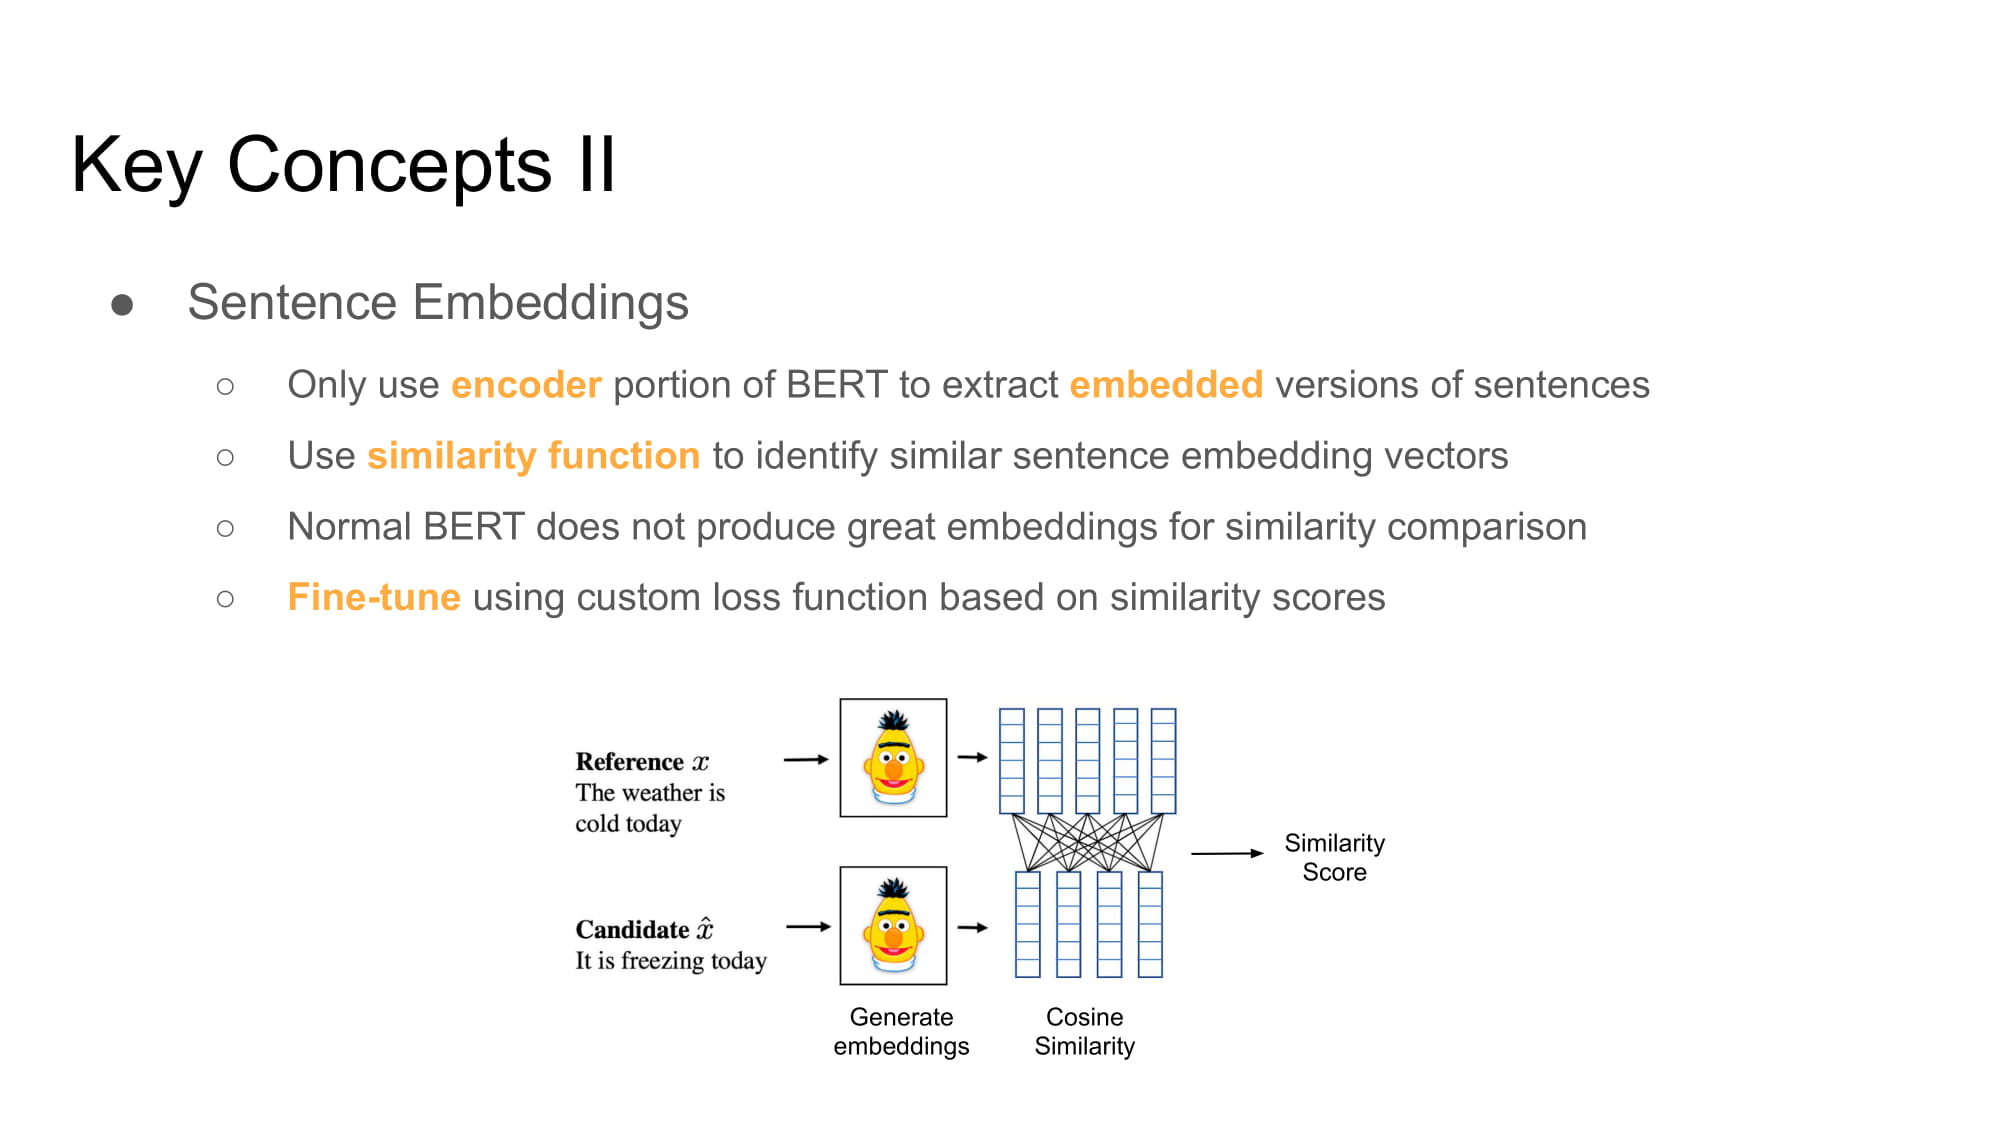 Key Concepts II
● Sentence Embeddings
○ Only use encoder portion of BERT to extract embedded versions of sentences
○ Use similarity function to identify similar sentence embedding vectors
○ Normal BERT does not produce great embeddings for similarity comparison
○ Fine-tune using custom loss function based on similarity scores
Reference x
The weather is
cold today
Candidate x̂
It is freezing today
Generate
embeddings
Cosine
Similarity
Similarity
Score